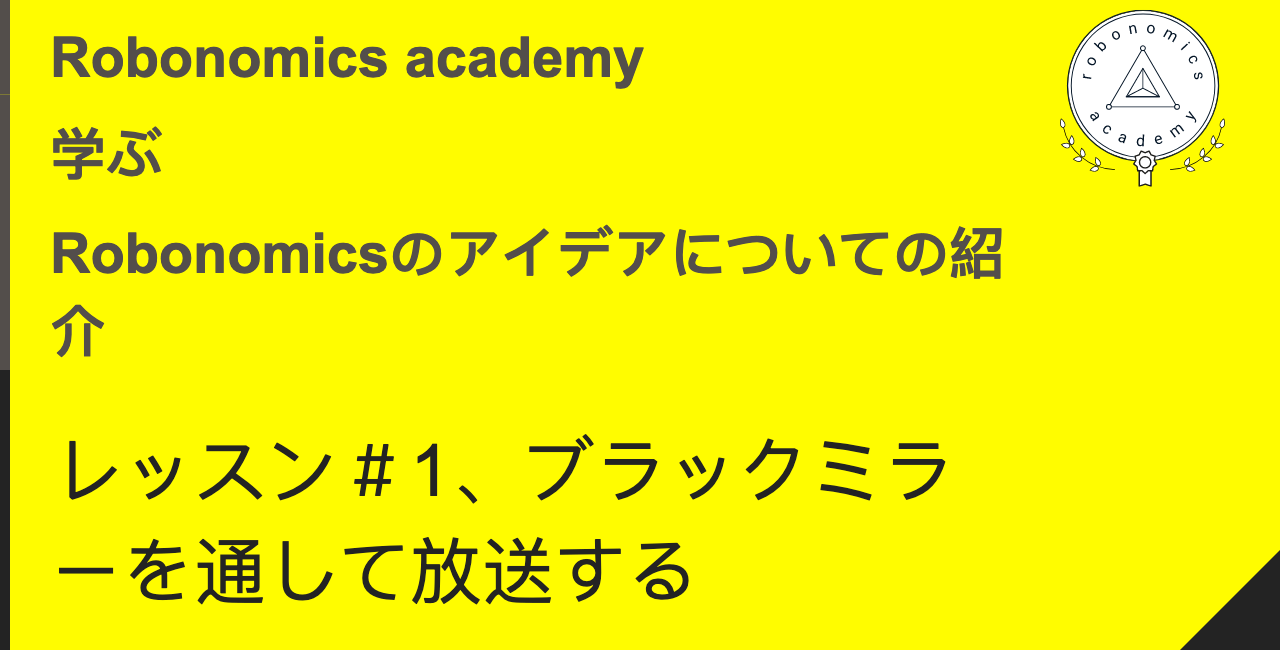 Robonomics academy
学ぶ
Robonomicsのアイデアについての紹
介
レッスン＃1、ブラックミラ
ーを通して放送する
robonomics
academy